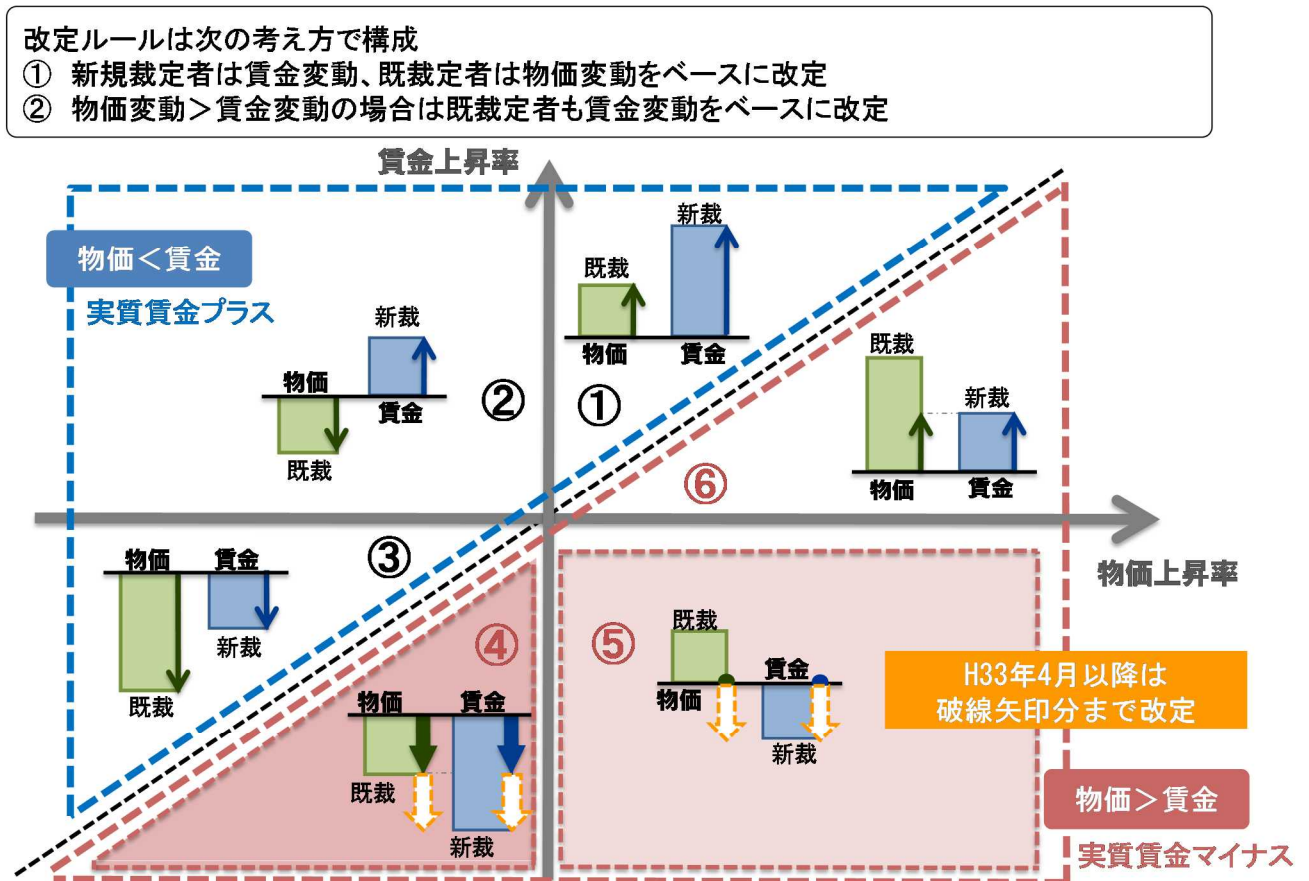 改定ルールは次の考え方で構成
① 新規裁定者は賃金変動、既裁定者は物価変動をベースに改定
② 物価変動＞賃金変動の場合は既裁定者も賃金変動をベースに改定
賃金上昇率
物価＜賃金
実質賃金プラス
新裁
既裁
物価
賃金
①
新裁
物価
賃金
既裁
②
既裁
新裁
物価
賃金
⑥
物価上昇率
③
物価
賃金
新裁
既裁
④
物価
賃金
既裁
新裁
⑤
既裁
賃金
物価
新裁
H33年4月以降は
破線矢印分まで改定
物価＞賃金
実質賃金マイナス